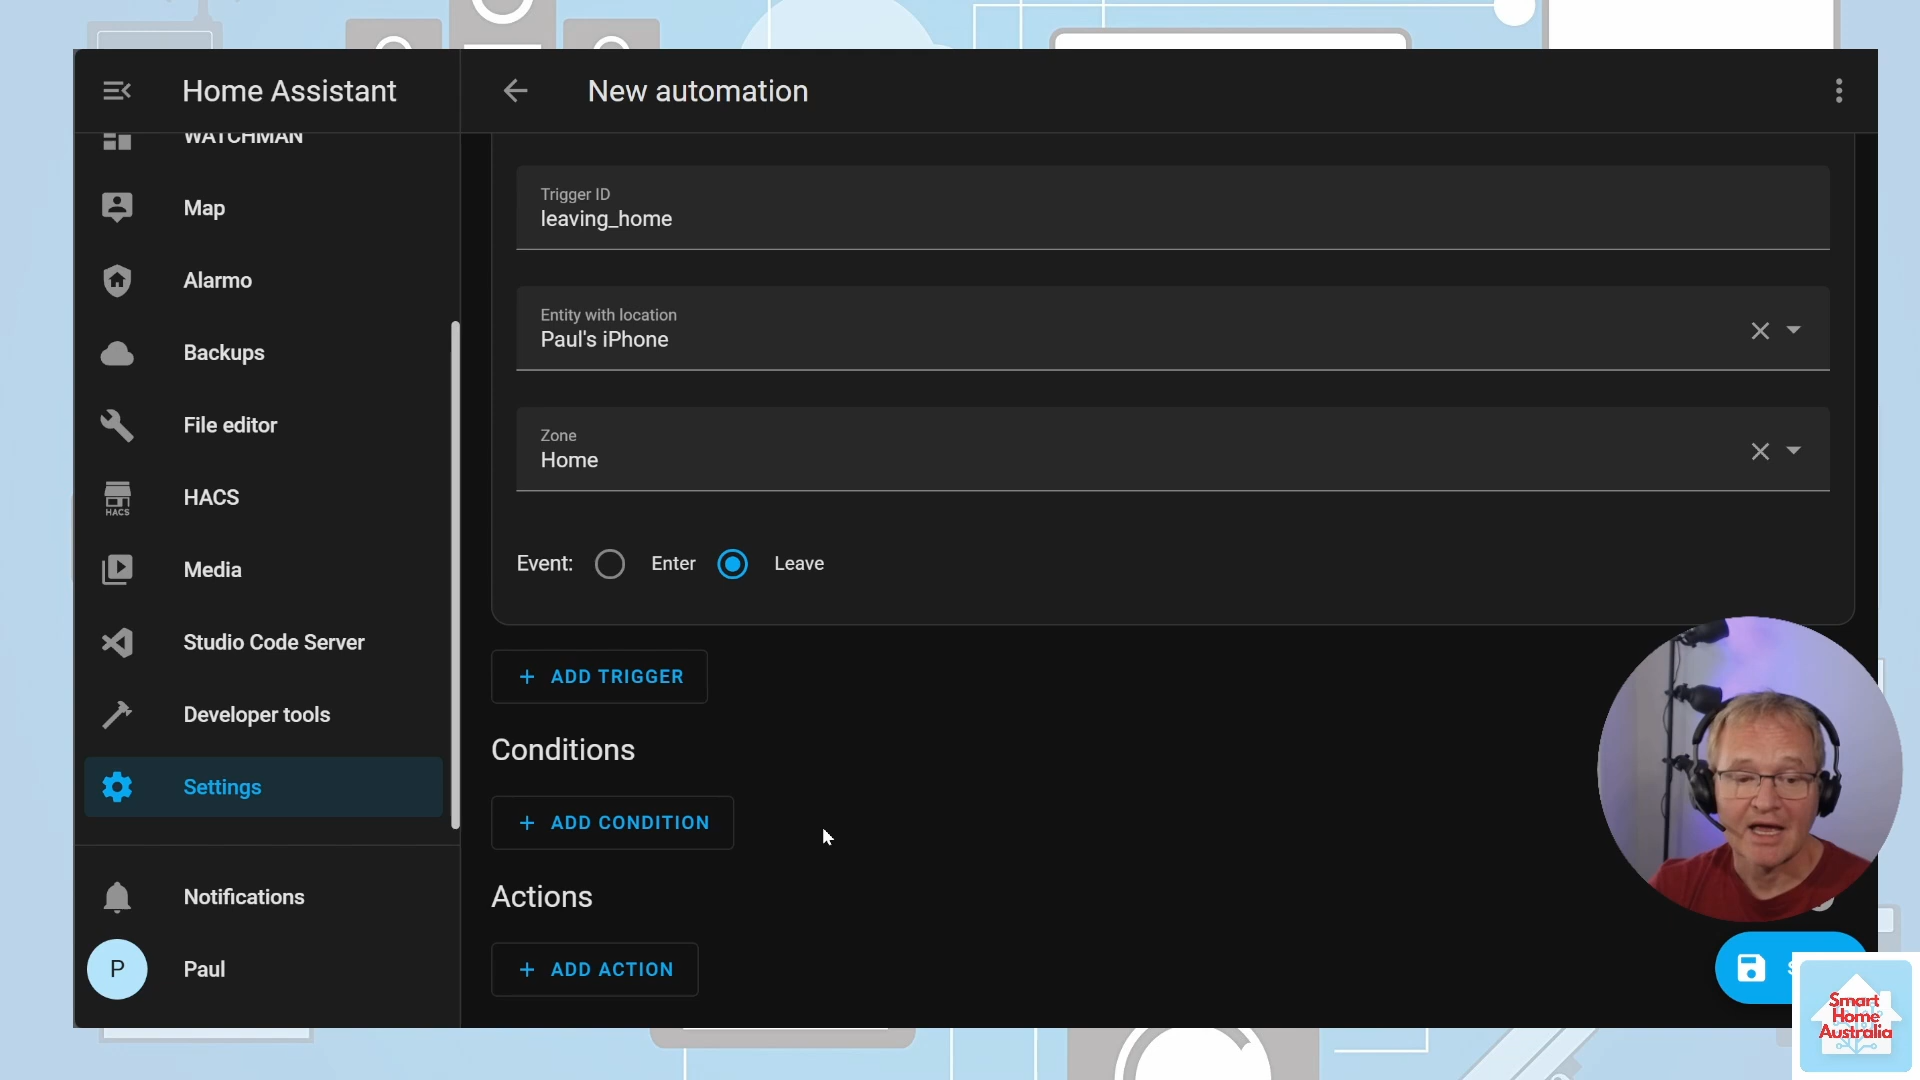 Home Assistant
New automation
WATCHMAN
Map
Alarmo
Backups
File editor
HACS
HACS
Media
Studio Code Server
Developer tools
Settings
Notifications
P
Paul
Trigger ID
leaving_home
Entity with location
Paul's iPhone
Zone
Home
Event:
Enter
Leave
ADD TRIGGER
Conditions
ADD CONDITION
Actions
ADD ACTION
Smart
Home
Australia